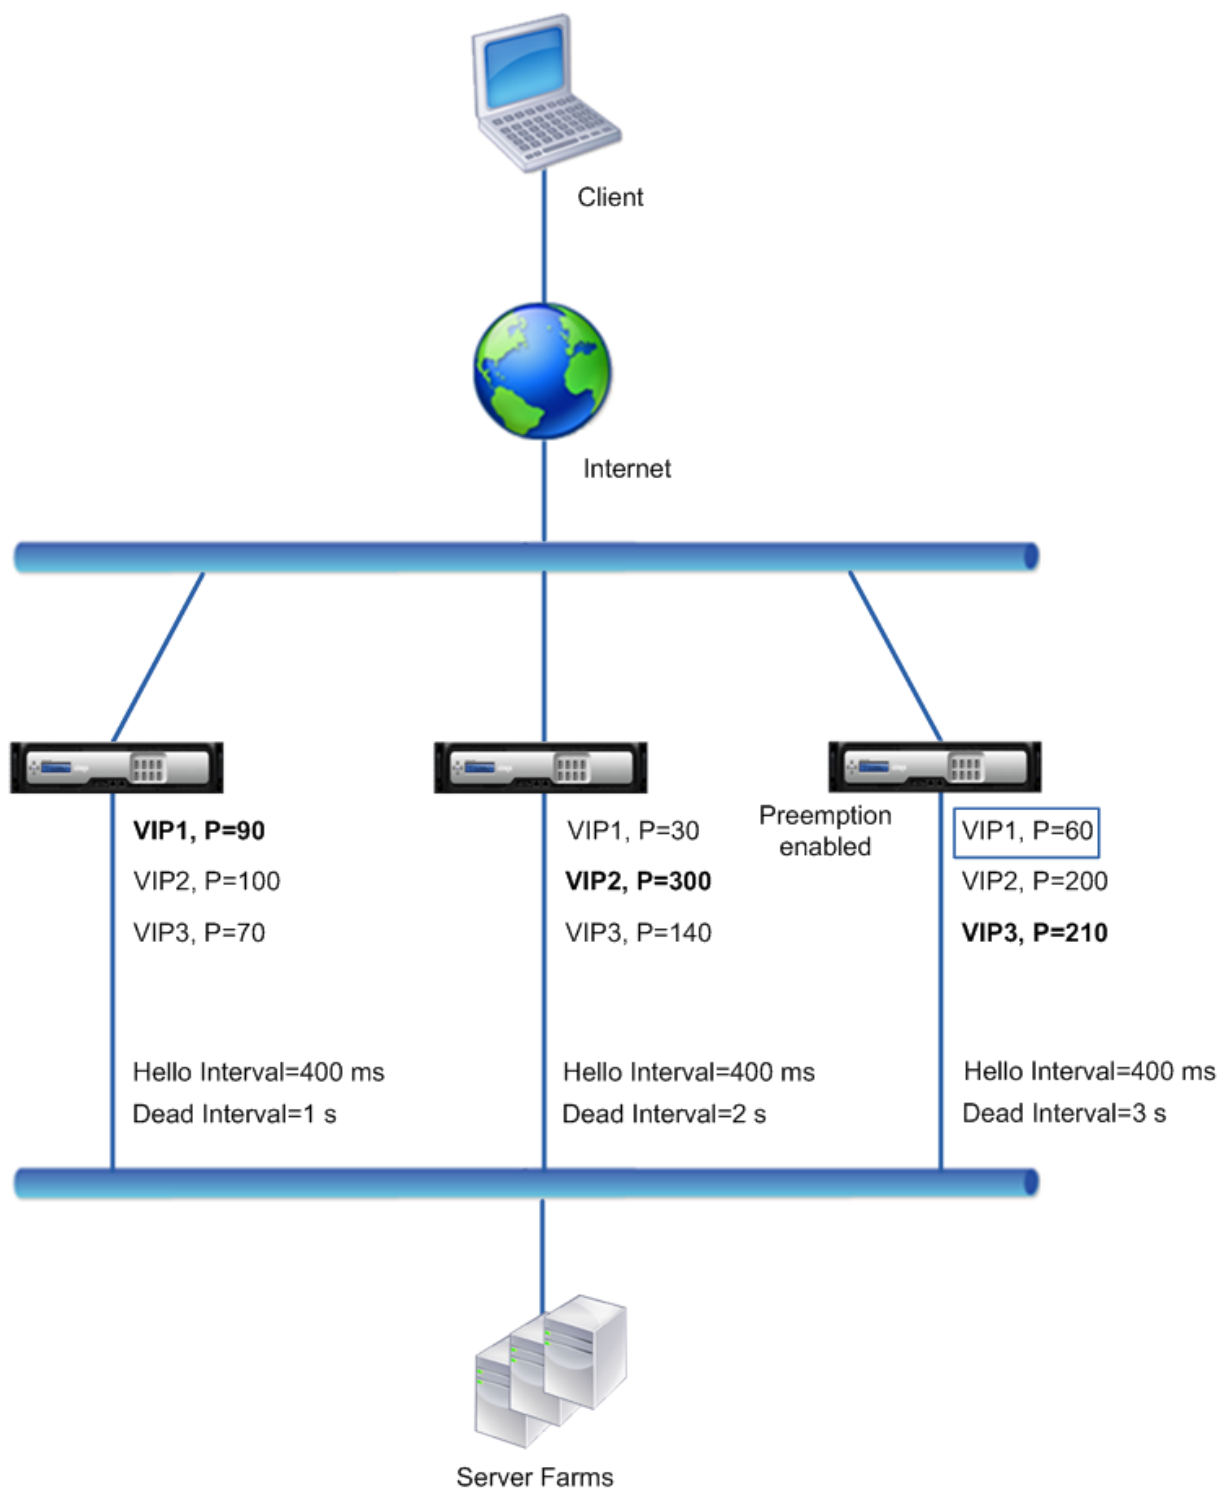 Client
Internet
Preemption
enabled
VIP1, P=90
VIP2, P=100
VIP3, P=70
VIP1, P=30
VIP2, P=300
VIP3, P=140
VIP1, P=60
VIP2, P=200
VIP3, P=210
Hello Interval=400 ms
Dead Interval=1 s
Hello Interval=400 ms
Dead Interval=2 s
Hello Interval=400 ms
Dead Interval=3 s
Server Farms